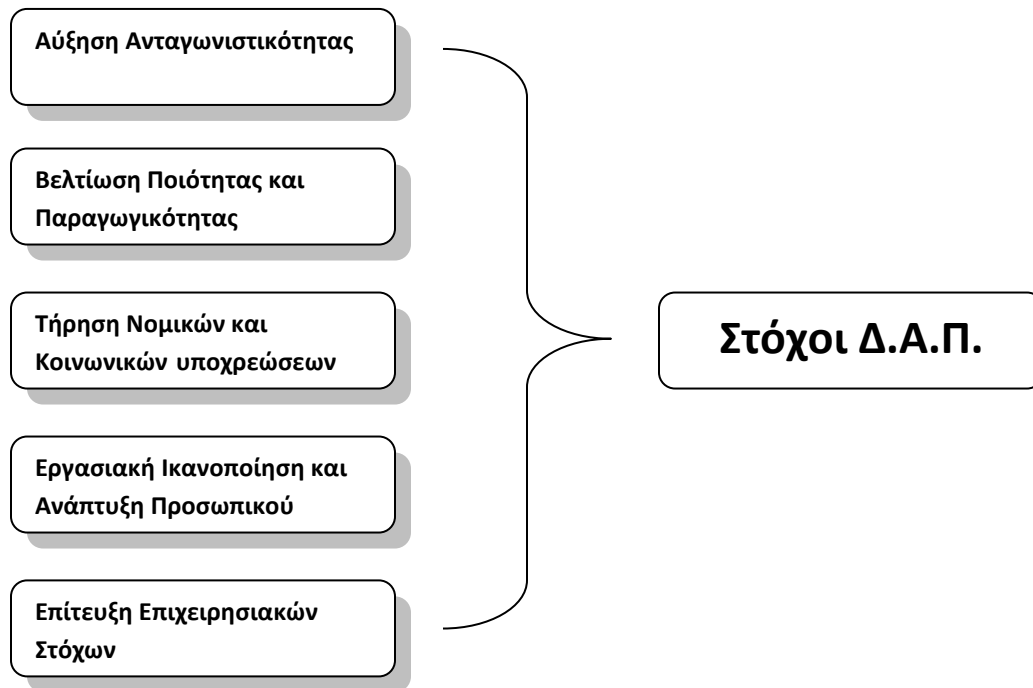 Αύξηση Ανταγωνιστικότητας
Βελτίωση Ποιότητας και
Παραγωγικότητας
Τήρηση Νομικών και
Κοινωνικών υποχρεώσεων
Εργασιακή Ικανοποίηση και
Ανάπτυξη Προσωπικού
Επίτευξη Επιχειρησιακών
Στόχων
Στόχοι Δ.Α.Π.